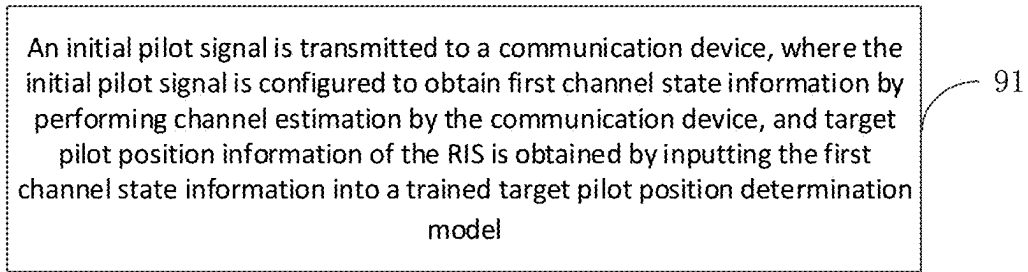 An initial pilot signal is transmitted to a communication device, where the
initial pilot signal is configured to obtain first channel state information by
performing channel estimation by the communication device, and target
pilot position information of the RIS is obtained by inputting the first
channel state information into a trained target pilot position determination
model
91